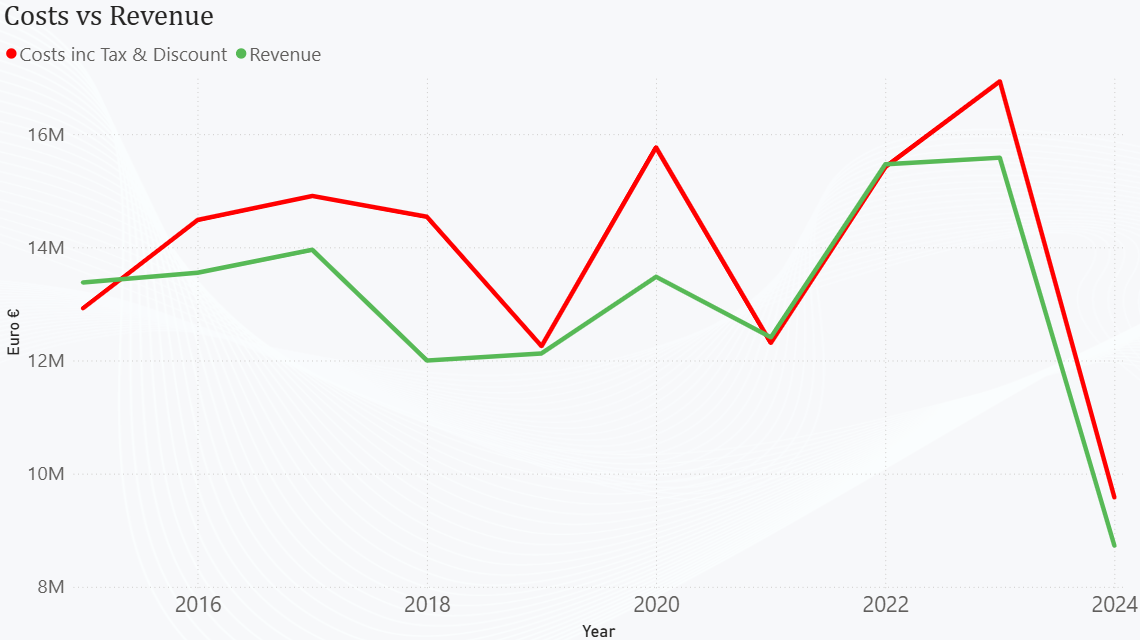 Costs vs Revenue
Costs inc Tax & Discount Revenue
16M
14M
12M
10M
8M
Euro €
2016 2018 2020 2022 2024
Year